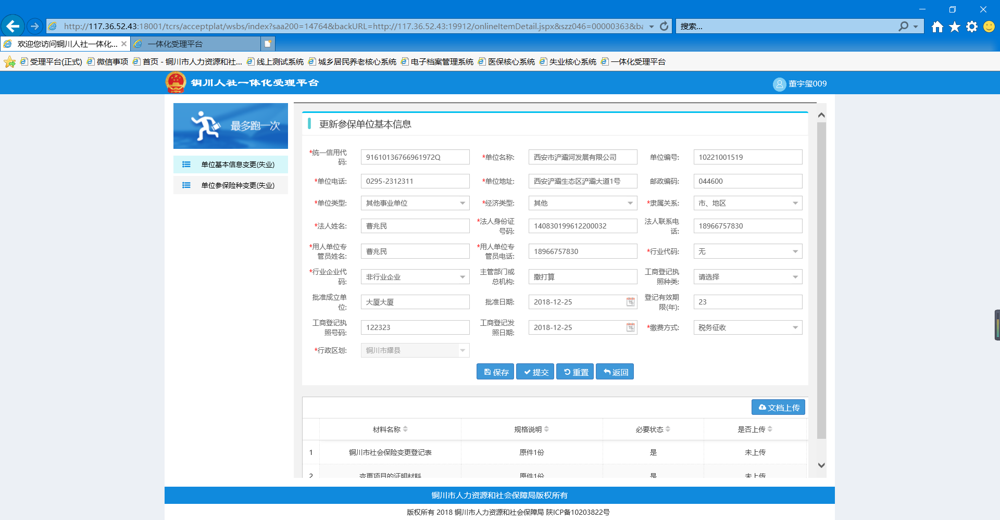 http://117.36.52.43:18001/tcrs/acceptplat/wsbs/index?saa200=14764&backURL=http://117.36.52.43:19912/onlineItemDetail.jspx&szz046=00000363&ba
搜索...
欢迎您访问铜川人社一体化...
一体化受理平台
受理平台(正式)
微信事项
首页 - 铜川市人力资源和社...
线上测试系统
城乡居民养老核心系统
电子档案管理系统
医保核心系统
失业核心系统
一体化受理平台
铜川人社一体化受理平台
董宇玺009
最多跑一次
单位基本信息变更(失业)
单位参保险种变更(失业)
更新参保单位基本信息
*统一信用代码: 91610136766961972Q *单位名称: 西安市浐灞河发展有限公司 单位编号: 10221001519
*单位电话: 0295-2312311 *单位地址: 西安浐灞生态区浐灞大道1号 邮政编码: 044600
*单位类型: 其他事业单位 *经济类型: 其他 *隶属关系: 市、地区
*法人姓名: 曹兆民 *法人身份证号码: 140830199612200032 法人联系电话: 18966757830
*用人单位专管员姓名: 曹兆民 *用人单位专管员电话: 18966757830 *行业代码: 无
*行业企业代码: 非行业企业 主管部门或总机构: 撒打算 工商登记执照种类: 请选择
批准成立单位: 大厦大厦 批准日期: 2018-12-25 登记有效期限(年): 23
工商登记执照号码: 122323 工商登记发照日期: 2018-12-25 *缴费方式: 税务征收
*行政区划: 铜川市耀县
保存 提交 重置 返回
文档上传
材料名称 规格说明 必要状态 是否上传
1 铜川市社会保险变更登记表 原件1份 是 未上传
2 变更项目的证明材料 原件1份 是 未上传
铜川市人力资源和社会保障局版权所有
版权所有 2018 铜川市人力资源和社会保障局 陕ICP备10203822号